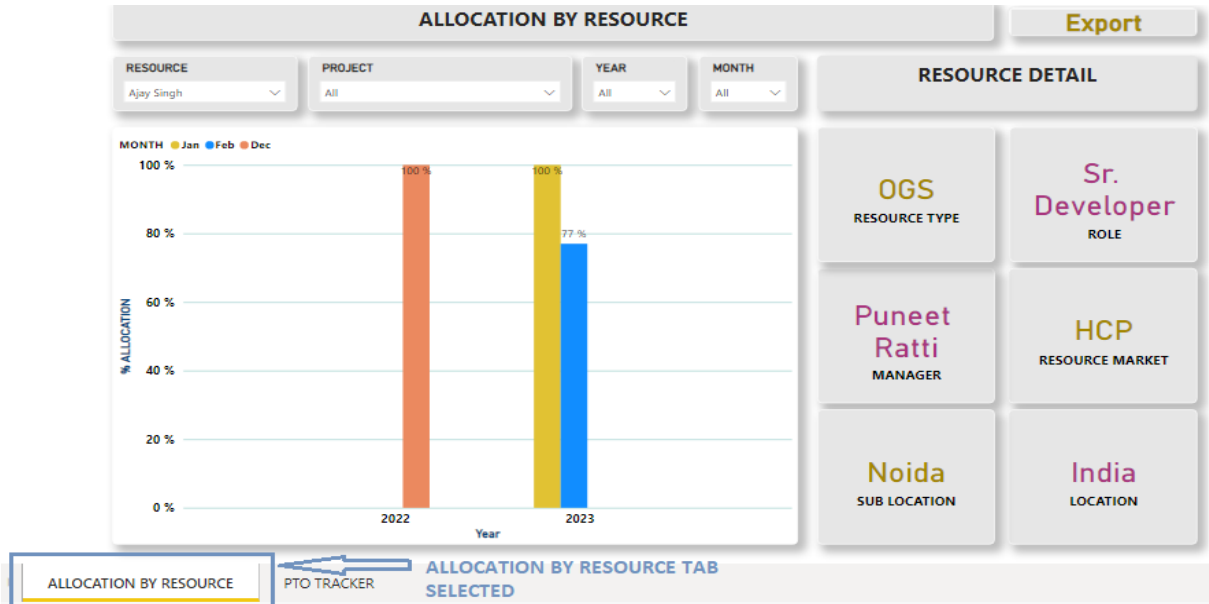 ALLOCATION BY RESOURCE
Export
RESOURCE
Ajay Singh
PROJECT
All
YEAR
All
MONTH
All
RESOURCE DETAIL
MONTH Jan Feb Dec
100 %
80 %
60 %
40 %
20 %
0 %
% ALLOCATION
100 %
100 %
77 %
2022
2023
Year
OGS
RESOURCE TYPE
Sr.
Developer
ROLE
Puneet
Ratti
MANAGER
HCP
RESOURCE MARKET
Noida
SUB LOCATION
India
LOCATION
ALLOCATION BY RESOURCE
PTO TRACKER
ALLOCATION BY RESOURCE TAB
SELECTED